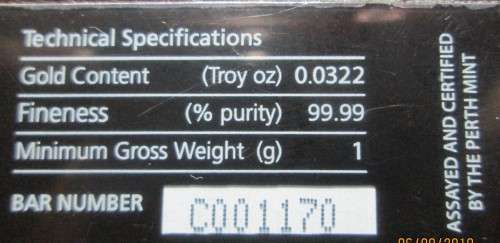 Technical Specifications
Gold Content (Troy oz) 0.0322
Fineness (% purity) 99.99
Minimum Gross Weight (g) 1
BAR NUMBER C001170
ASSAYED AND CERTIFIED
BY THE PERTH MINT